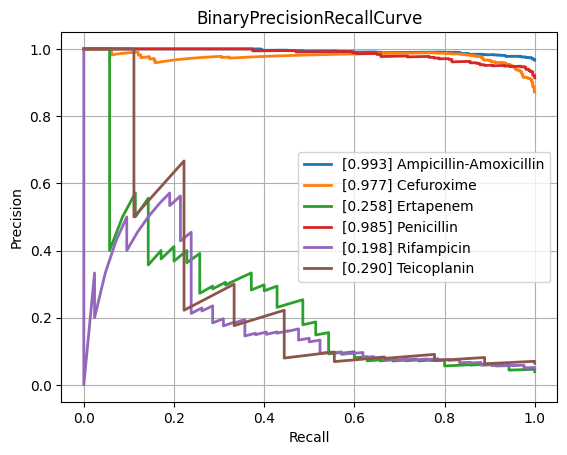 BinaryPrecisionRecallCurve
1.0
0.8
0.6
0.4
0.2
0.0
Precision
[0.993] Ampicillin-Amoxicillin
[0.977] Cefuroxime
[0.258] Ertapenem
[0.985] Penicillin
[0.198] Rifampicin
[0.290] Teicoplanin
0.0 0.2 0.4 0.6 0.8 1.0
Recall